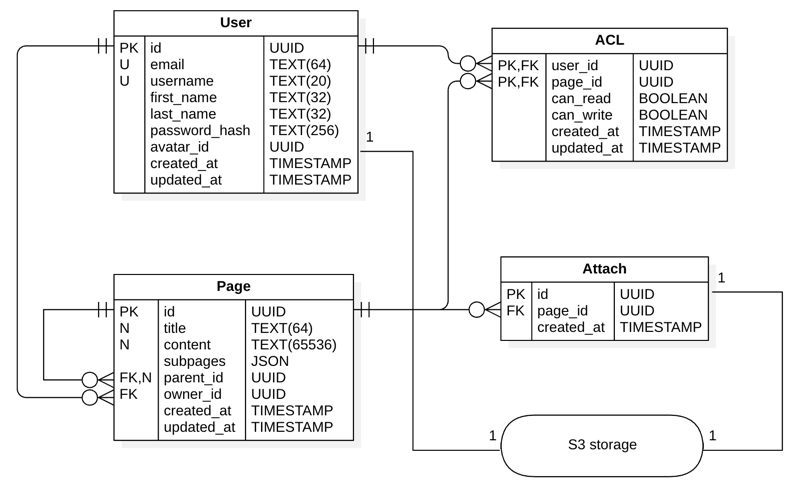 User
PK id UUID
U email TEXT(64)
U username TEXT(20)
first_name TEXT(32)
last_name TEXT(32)
password_hash TEXT(256)
avatar_id UUID
created_at TIMESTAMP
updated_at TIMESTAMP
1
ACL
PK,FK user_id UUID
PK,FK page_id UUID
can_read BOOLEAN
can_write BOOLEAN
created_at TIMESTAMP
updated_at TIMESTAMP
Page
PK id UUID
N title TEXT(64)
N content TEXT(65536)
subpages JSON
FK,N parent_id UUID
FK owner_id UUID
created_at TIMESTAMP
updated_at TIMESTAMP
Attach
PK id UUID
FK page_id UUID
created_at TIMESTAMP
1
1 S3 storage 1